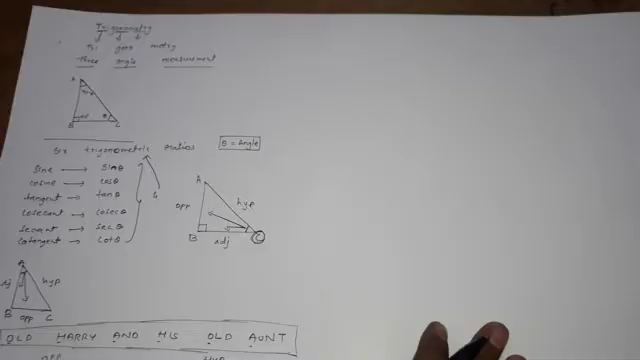 Trigonometry
Tri gono metry
Three angle measurement
A
B C
Six trigonometric ratios θ = Angle
Sine → Sinθ
cosine → cosθ
tangent → tanθ
cosecant → cosecθ
secant → secθ
cotangent → cotθ
A
opp hyp
B adj C
A
hyp
B opp C
OLD HARRY AND HIS OLD AUNT